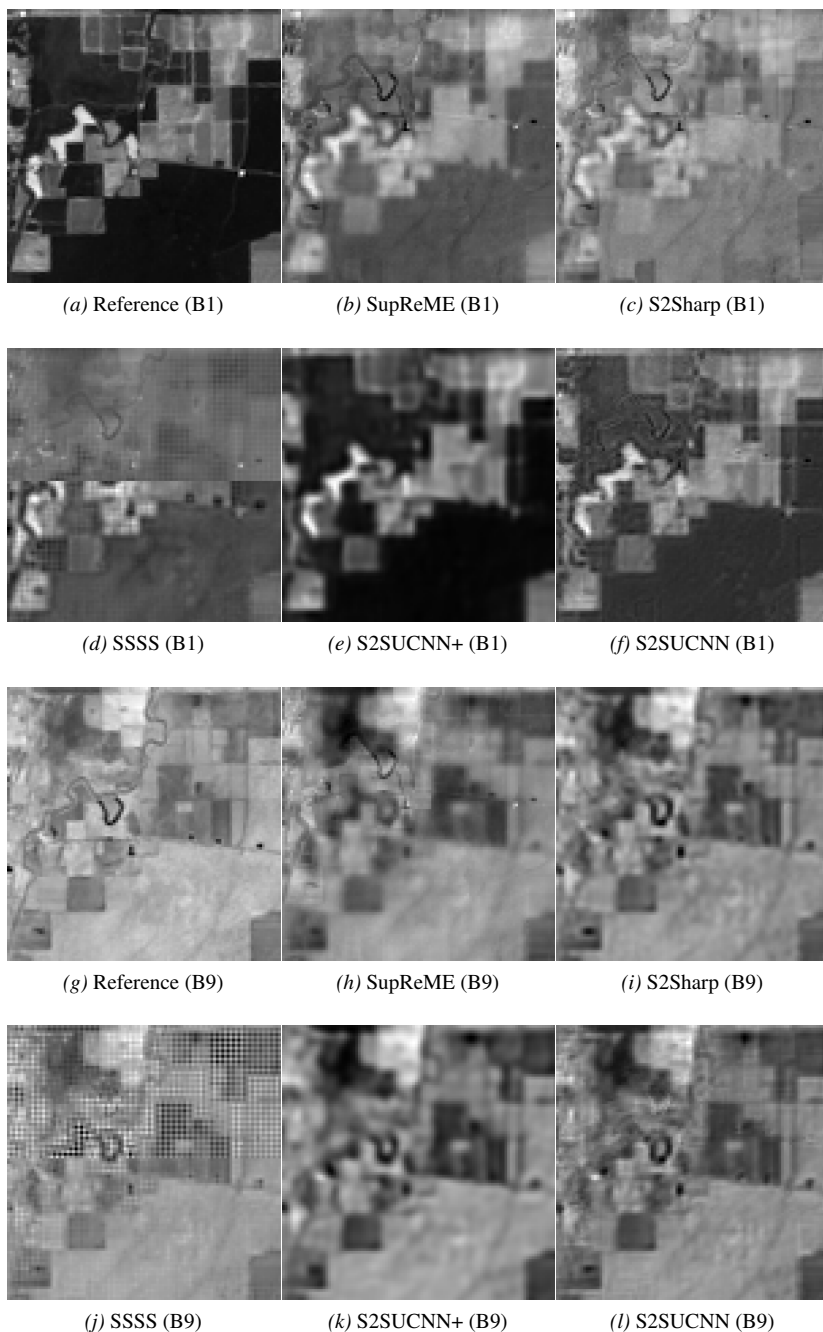 (a) Reference (B1) (b) SupReME (B1) (c) S2Sharp (B1)
(d) SSSS (B1) (e) S2SUCNN+ (B1) (f) S2SUCNN (B1)
(g) Reference (B9) (h) SupReME (B9) (i) S2Sharp (B9)
(j) SSSS (B9) (k) S2SUCNN+ (B9) (l) S2SUCNN (B9)